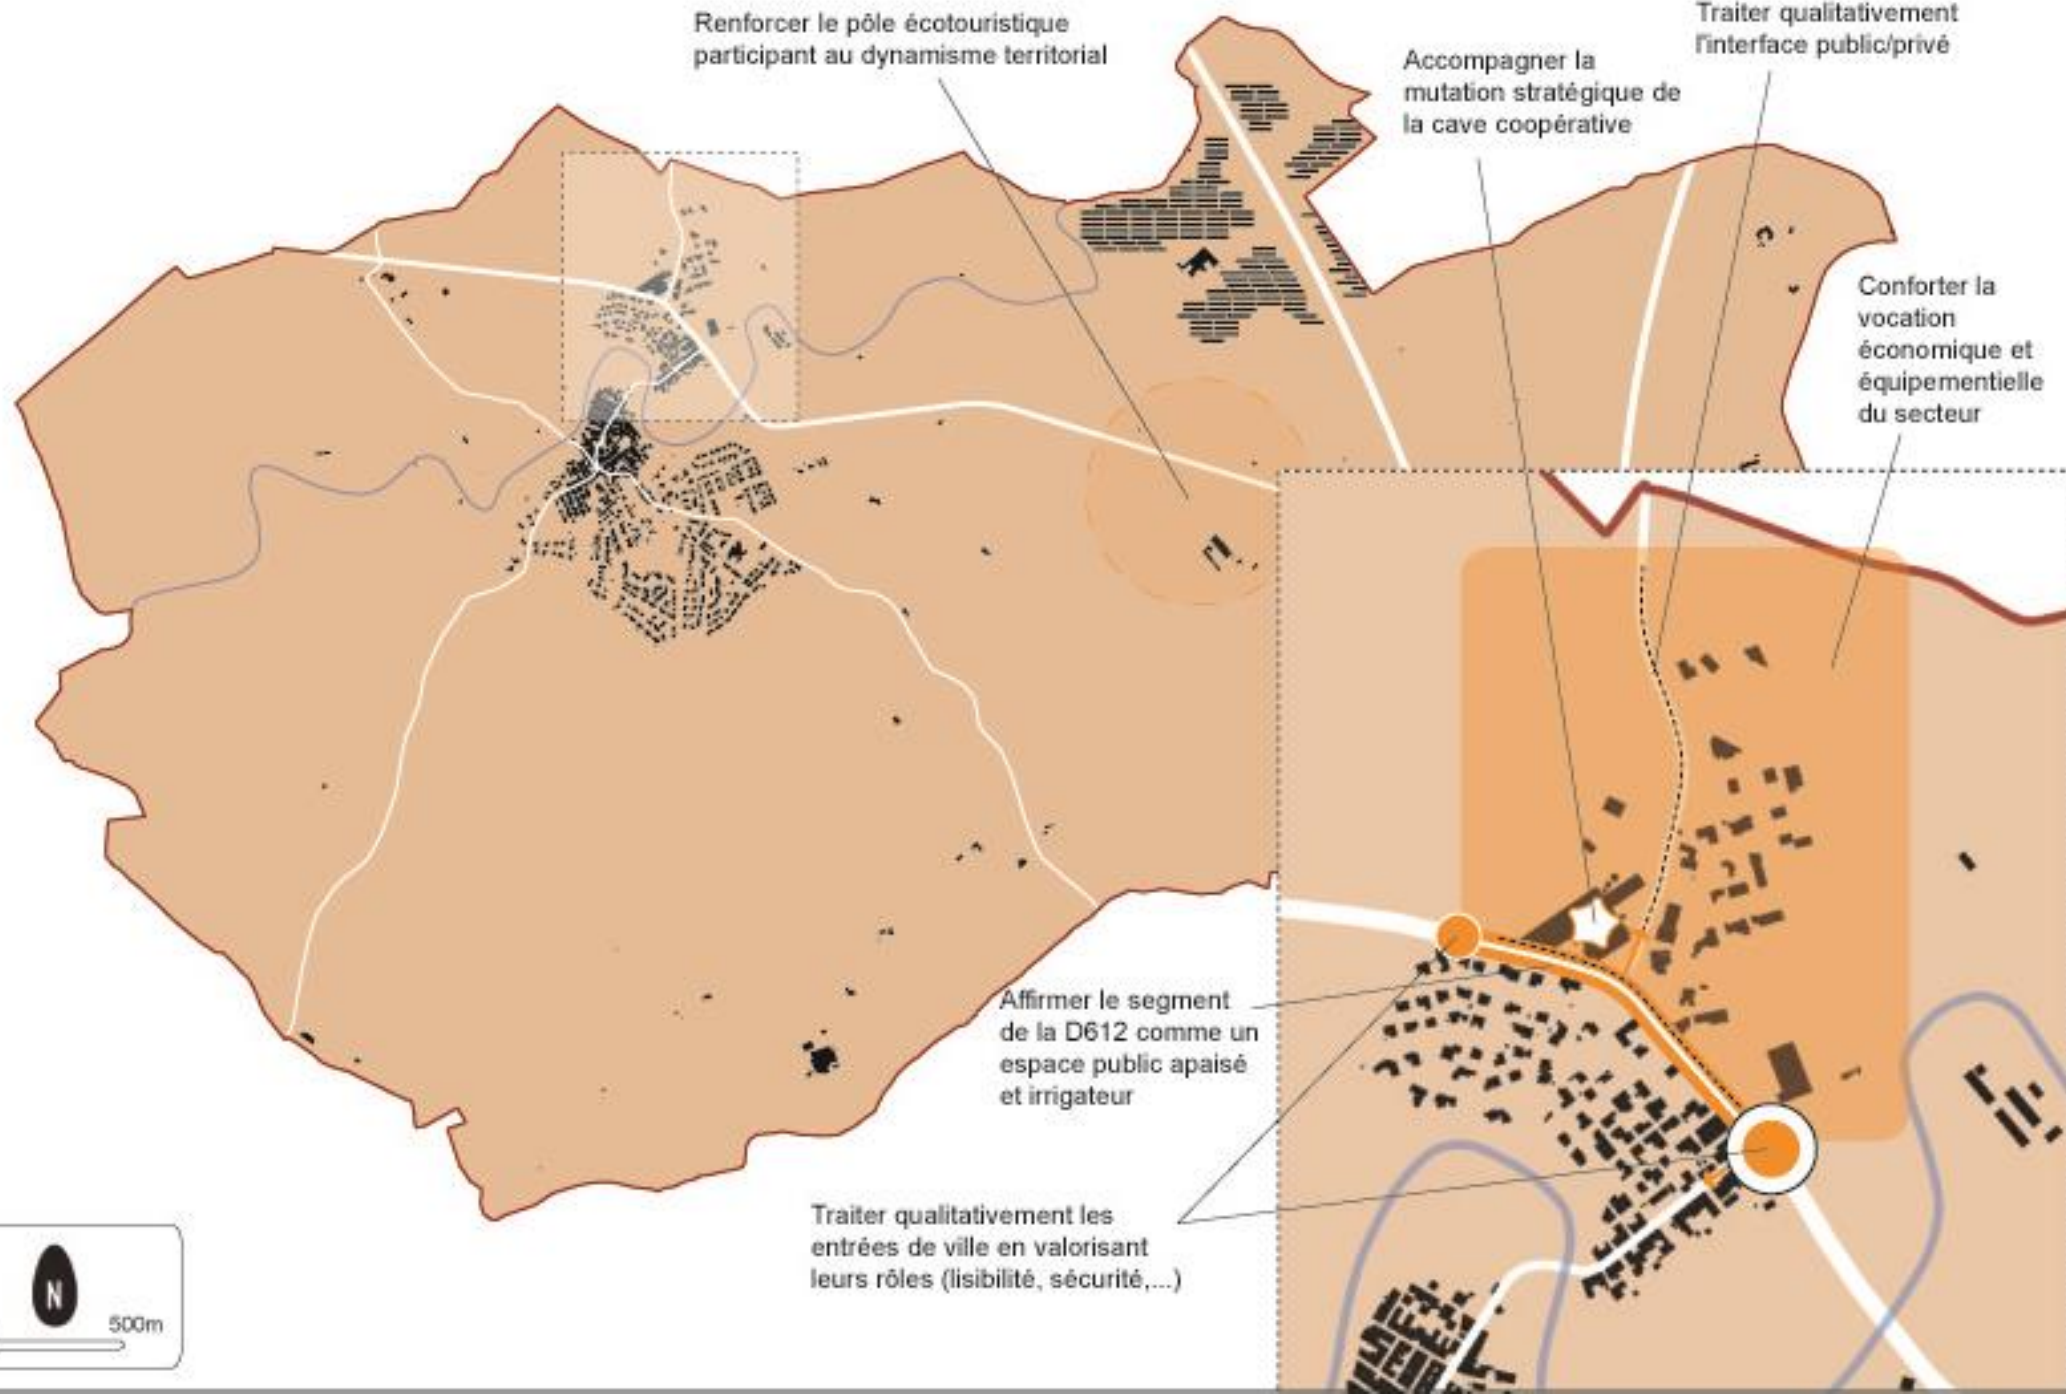 Renforcer le pôle écotouristique
participant au dynamisme territorial
Traiter qualitativement
l'interface public/privé
Accompagner la
mutation stratégique de
la cave coopérative
Conforter la
vocation
économique et
équipementielle
du secteur
Affirmer le segment
de la D612 comme un
espace public apaisé
et irrigateur
Traiter qualitativement les
entrées de ville en valorisant
leurs rôles (lisibilité, sécurité,...)
N
500m